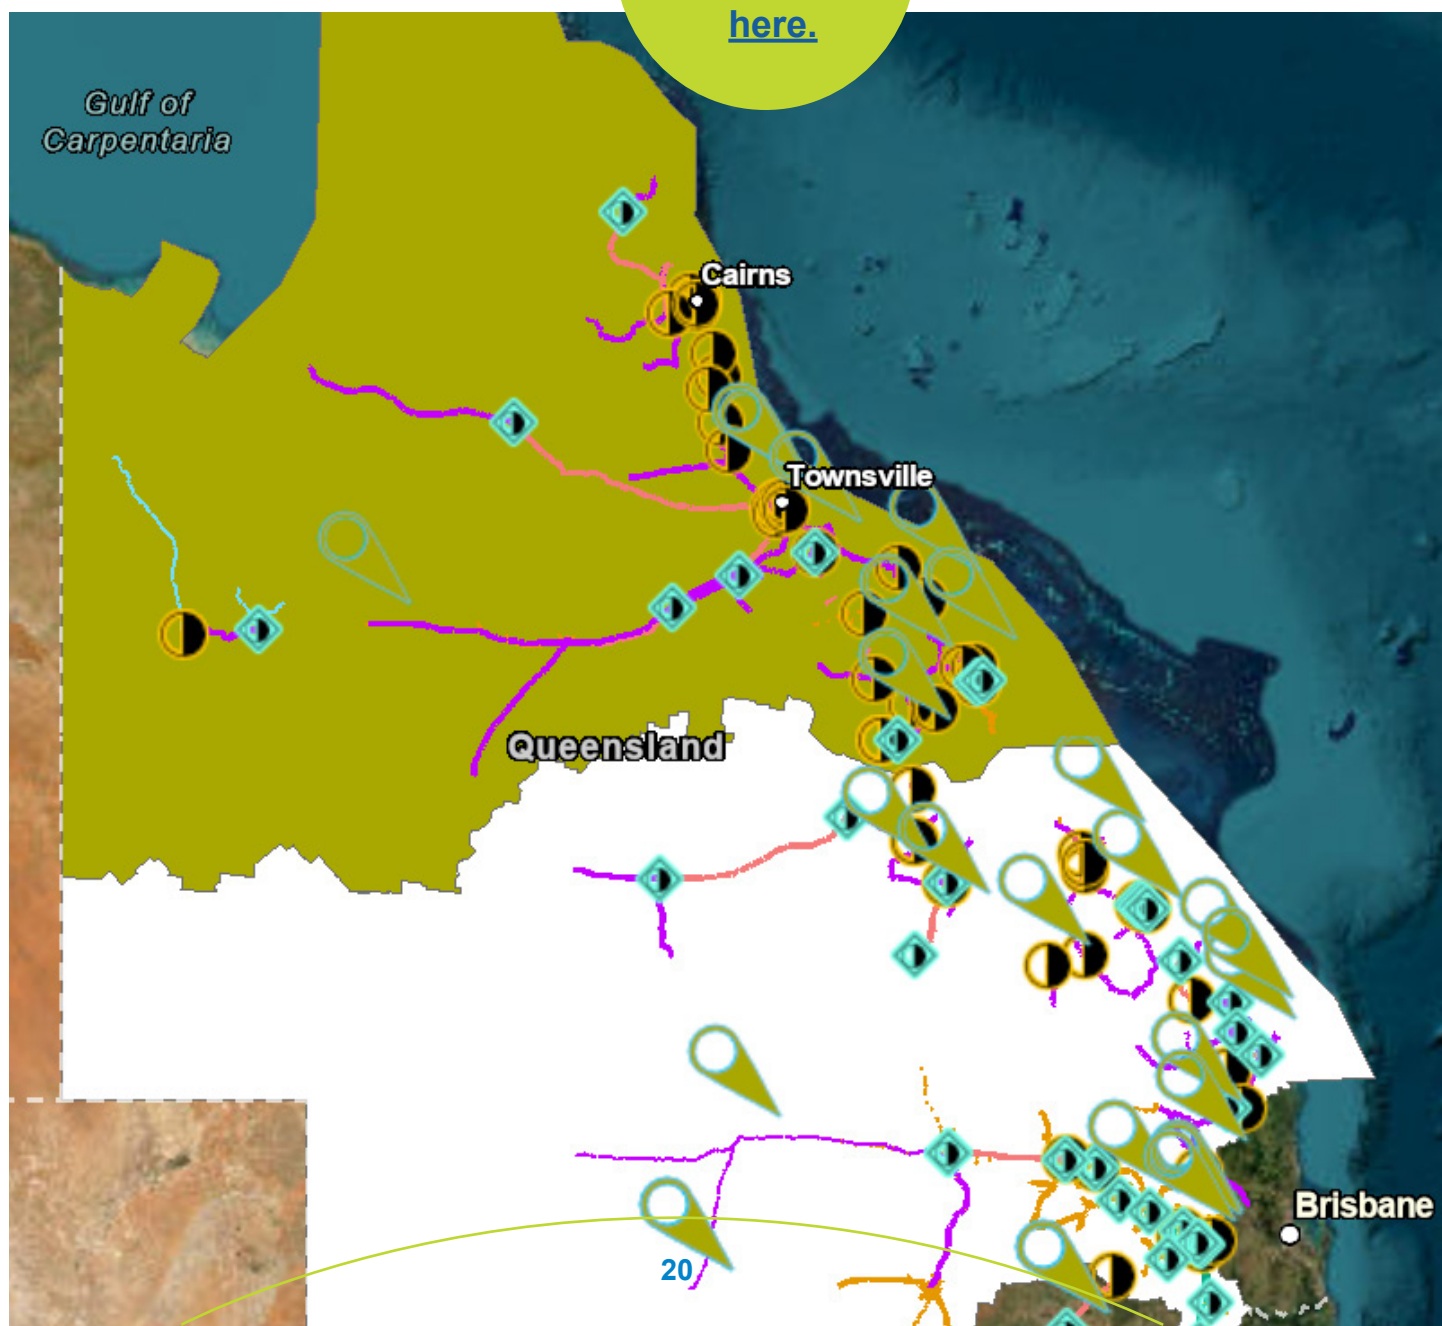 here.
Gulf of
Carpentaria
Cairns
Townsville
Queensland
Brisbane
20